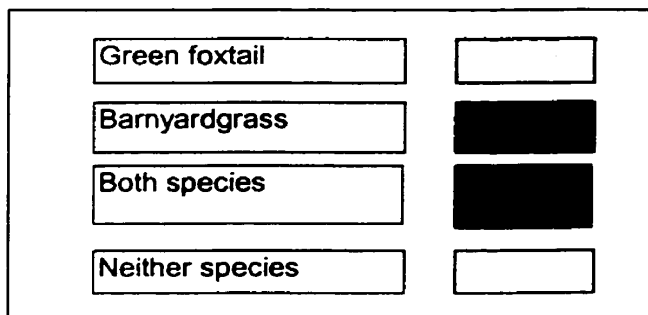 Green foxtail
Barnyardgrass
Both species
Neither species